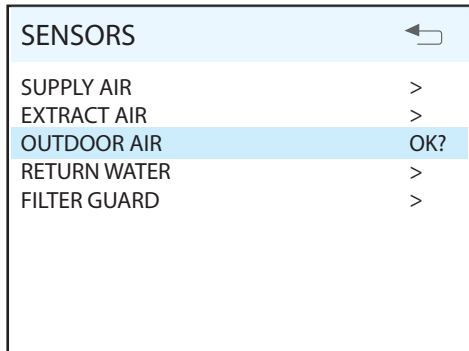 SENSORS
SUPPLY AIR >
EXTRACT AIR >
OUTDOOR AIR OK?
RETURN WATER >
FILTER GUARD >